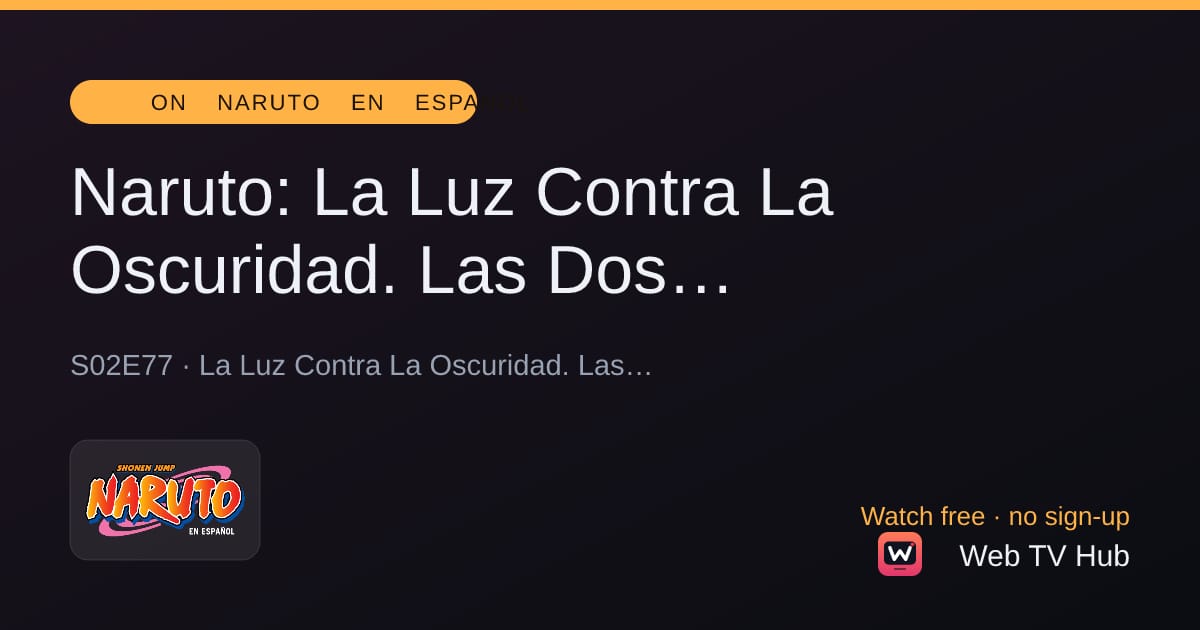 ON NARUTO EN ESPA
Naruto: La Luz Contra La
Oscuridad. Las Dos…
S02E77 · La Luz Contra La Oscuridad. Las…
SHONEN JUMP
NARUTO
EN ESPAÑOL
Watch free · no sign-up
W
Web TV Hub